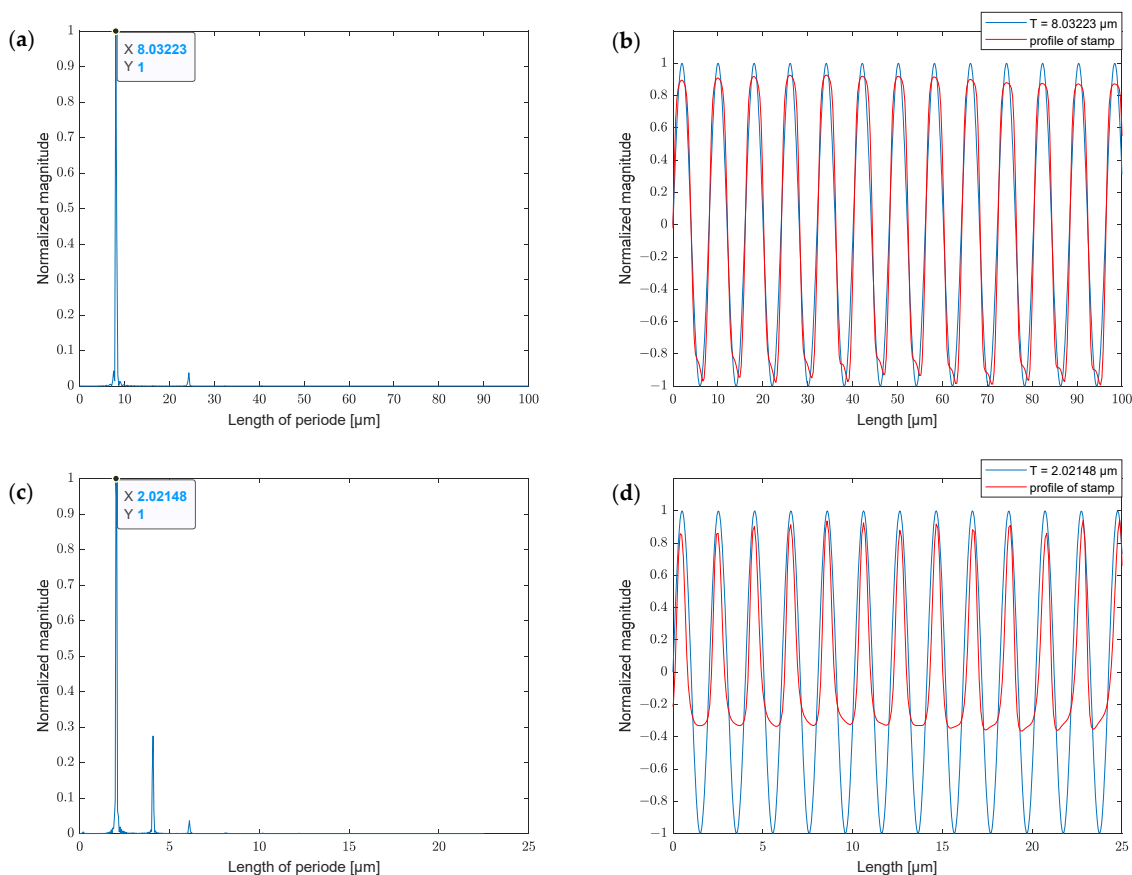 (a)
X 8.03223
Y 1
1
0.9
0.8
0.7
0.6
0.5
0.4
0.3
0.2
0.1
0
Normalized magnitude
0 10 20 30 40 50 60 70 80 90 100
Length of periode [µm]
(b)
T = 8.03223 µm
profile of stamp
1
0.8
0.6
0.4
0.2
0
−0.2
−0.4
−0.6
−0.8
−1
Normalized magnitude
0 10 20 30 40 50 60 70 80 90 100
Length [µm]
(c)
X 2.02148
Y 1
1
0.9
0.8
0.7
0.6
0.5
0.4
0.3
0.2
0.1
0
Normalized magnitude
0 5 10 15 20 25
Length of periode [µm]
(d)
T = 2.02148 µm
profile of stamp
1
0.8
0.6
0.4
0.2
0
−0.2
−0.4
−0.6
−0.8
−1
Normalized magnitude
0 5 10 15 20 25
Length [µm]